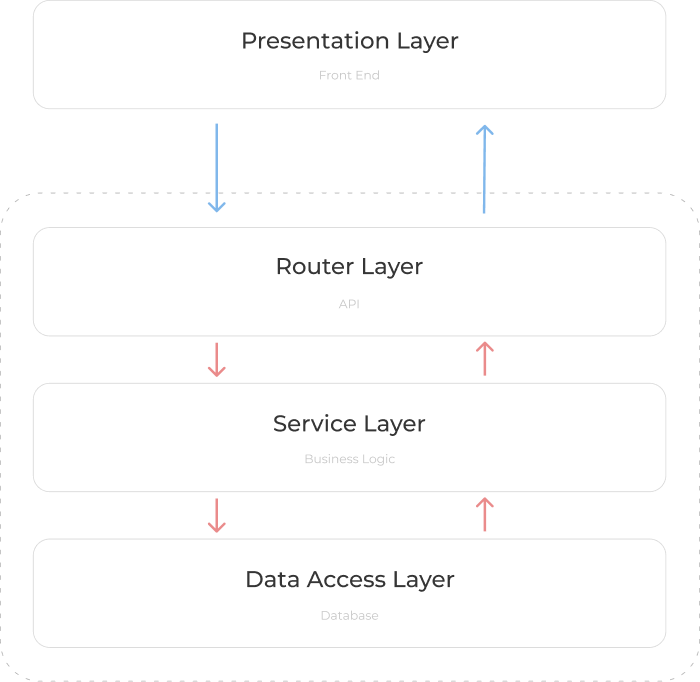 Presentation Layer
Front End
Router Layer
API
Service Layer
Business Logic
Data Access Layer
Database